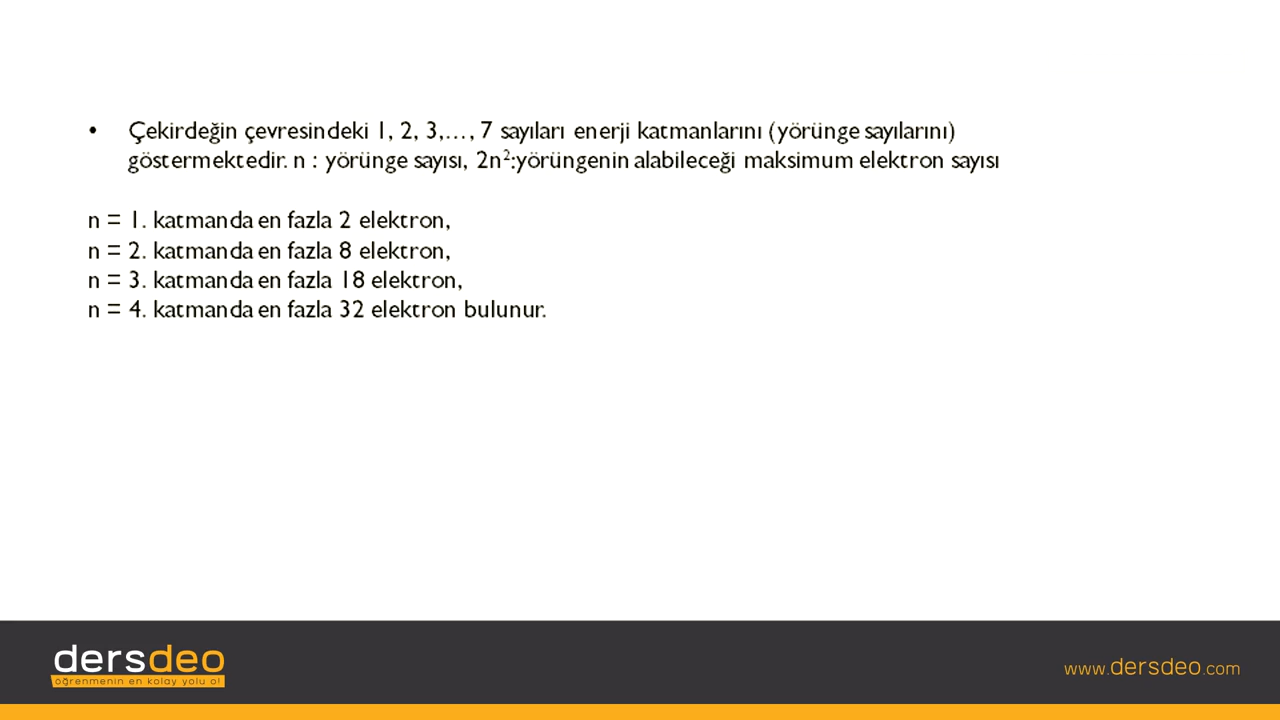 • Çekirdeğin çevresindeki 1, 2, 3,…, 7 sayıları enerji katmanlarını (yörünge sayılarını)
göstermektedir. n : yörünge sayısı, 2n²:yörüngenin alabileceği maksimum elektron sayısı
n = 1. katmanda en fazla 2 elektron,
n = 2. katmanda en fazla 8 elektron,
n = 3. katmanda en fazla 18 elektron,
n = 4. katmanda en fazla 32 elektron bulunur.
dersdeo
öğrenmenin en kolay yolu o!
www.dersdeo.com